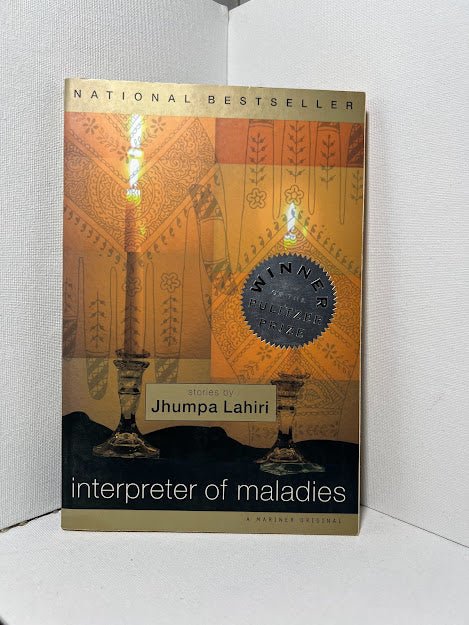 NATIONAL BESTSELLER
WINNER
OF THE
PULITZER
PRIZE
stories by
Jhumpa Lahiri
interpreter of maladies
A MARINER ORIGINAL